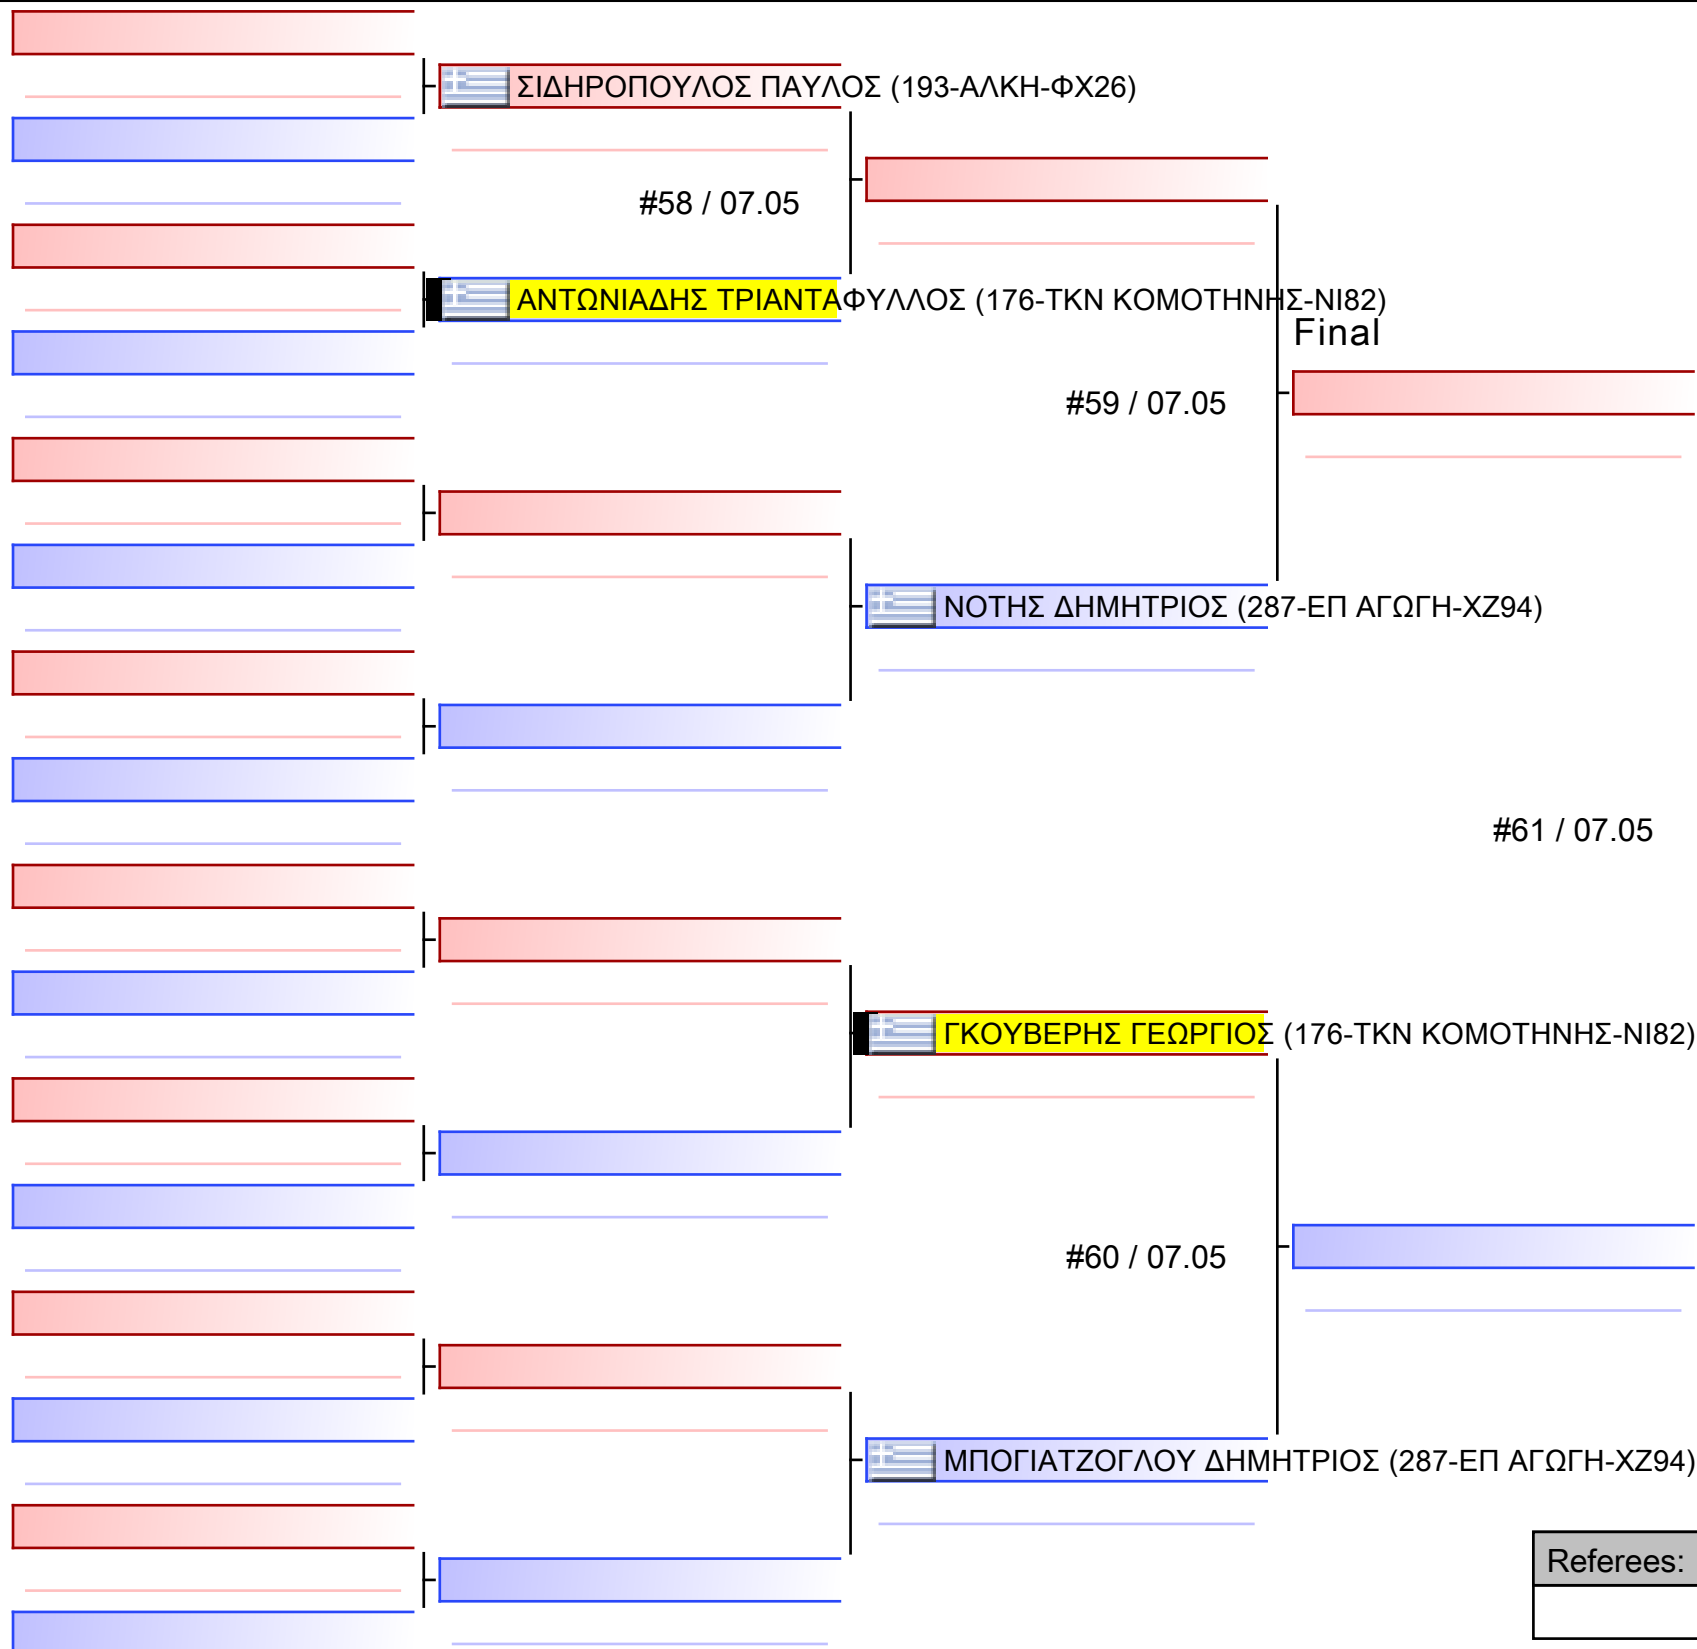 ΣΙΔΗΡΟΠΟΥΛΟΣ ΠΑΥΛΟΣ (193-ΑΛΚΗ-ΦΧ26)
#58 / 07.05
ΑΝΤΩΝΙΑΔΗΣ ΤΡΙΑΝΤΑΦΥΛΛΟΣ (176-ΤΚΝ ΚΟΜΟΤΗΝΗΣ-ΝΙ82)
Final
#59 / 07.05
ΝΟΤΗΣ ΔΗΜΗΤΡΙΟΣ (287-ΕΠ ΑΓΩΓΗ-ΧΖ94)
#61 / 07.05
ΓΚΟΥΒΕΡΗΣ ΓΕΩΡΓΙΟΣ (176-ΤΚΝ ΚΟΜΟΤΗΝΗΣ-ΝΙ82)
#60 / 07.05
ΜΠΟΓΙΑΤΖΟΓΛΟΥ ΔΗΜΗΤΡΙΟΣ (287-ΕΠ ΑΓΩΓΗ-ΧΖ94)
Referees: